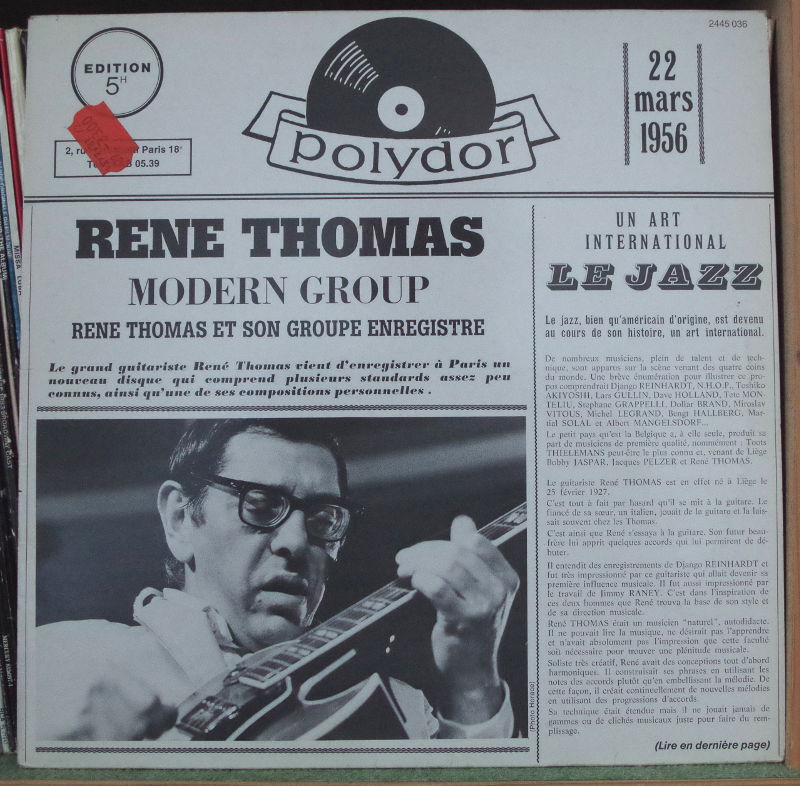 2445 036
EDITION
5H
2, ru Paris 18e
05.39
polydor
22
mars
1956
RENE THOMAS
MODERN GROUP
RENE THOMAS ET SON GROUPE ENREGISTRE
Le grand guitariste René Thomas vient d'enregistrer à Paris un
nouveau disque qui comprend plusieurs standards assez peu
connus, ainsi qu'une de ses compositions personnelles .
(Photo Horace)
UN ART
INTERNATIONAL
LE JAZZ
Le jazz, bien qu'américain d'origine, est devenu
au cours de son histoire, un art international.
De nombreux musiciens, plein de talent et de tech-
nique, sont apparus sur la scène venant des quatre coins
du monde. Une brève énumération pour illustrer ce pro-
pos comprendrait Django REINHARDT, N.H.O.P., Toshiko
AKIYOSHI, Lars GULLIN, Dave HOLLAND, Tete MON-
TELIU, Stephane GRAPPELLI, Dollar BRAND, Miroslav
VITOUS, Michel LEGRAND, Bengt HALLBERG, Mar-
tial SOLAL et Albert MANGELSDORF...
Le petit pays qu'est la Belgique a, à elle seule, produit sa
part de musiciens de première qualité, nommément : Toots
THIELEMANS peut-être le plus connu et, venant de Liège
Bobby JASPAR, Jacques PELZER et René THOMAS.
Le guitariste René THOMAS est en effet né à Liège le
25 février 1927.
C'est tout à fait par hasard qu'il se mit à la guitare. Le
fiancé de sa sœur, un italien, jouait de la guitare et la lais-
sait souvent chez les Thomas.
C'est ainsi que René s'essaya à la guitare. Son futur beau-
frère lui apprit quelques accords qui lui permirent de dé-
buter.
Il entendit des enregistrements de Django REINHARDT et
fut très impressionné par ce guitariste qui allait devenir sa
première influence musicale. Il fut aussi impressionné par
le travail de Jimmy RANEY. C'est dans l'inspiration de
ces deux hommes que René trouva la base de son style et
de sa direction musicale.
René THOMAS était un musicien "naturel", autodidacte.
Il ne pouvait lire la musique, ne désirait pas l'apprendre
et n'avait absolument pas l'impression que cette faculté
soit nécessaire pour trouver une plénitude musicale.
Soliste très créatif, René avait des conceptions tout d'abord
harmoniques. Il construisait ses phrases en utilisant les
notes des accords plutôt qu'en embellissant la mélodie. De
cette façon, il créait continuellement de nouvelles mélodies
en utilisant des progressions d'accords.
Sa technique était étendue mais il ne jouait jamais de
gammes ou de clichés musicaux juste pour faire du rem-
plissage.
(Lire en dernière page)